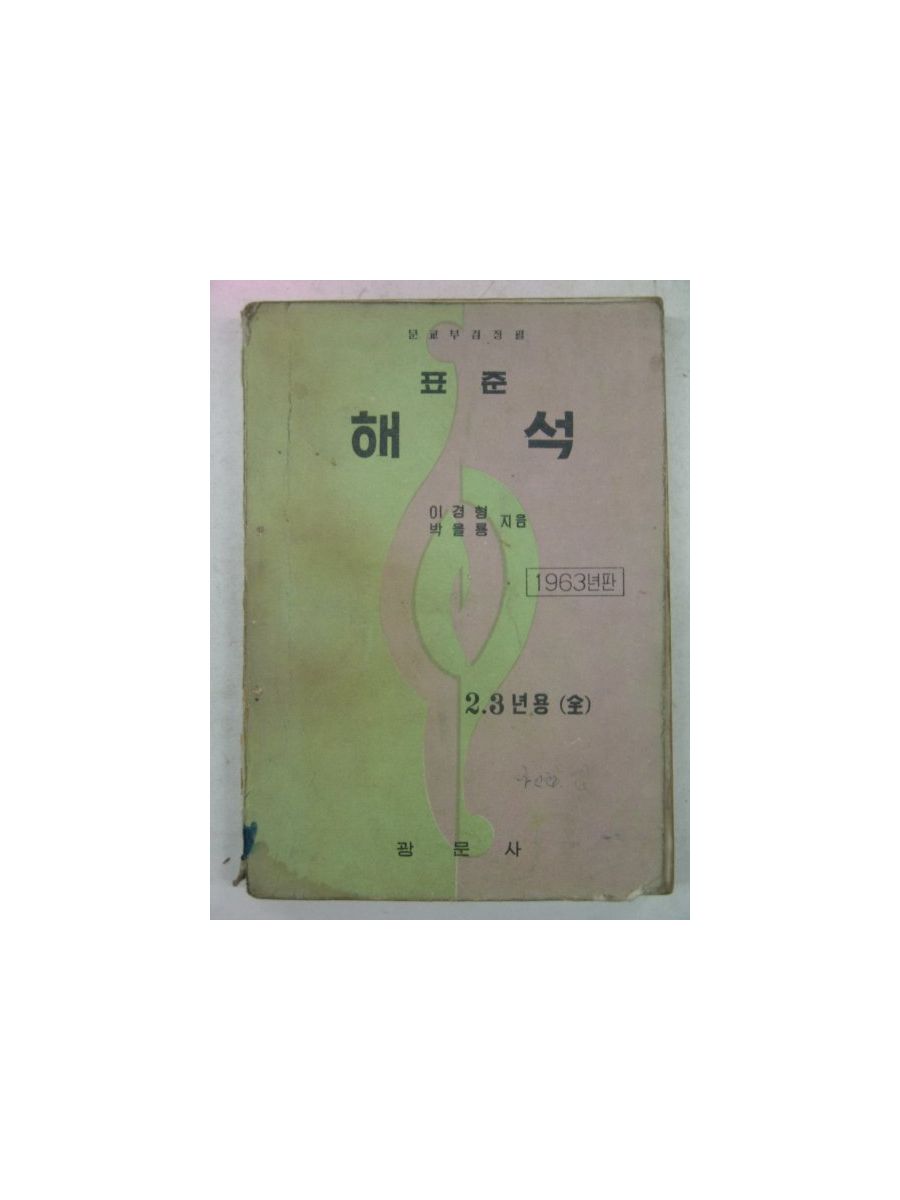 문교부검정필
표준
해석
이경형
박을룡 지음
1963년판
2.3년용(全)
광문사